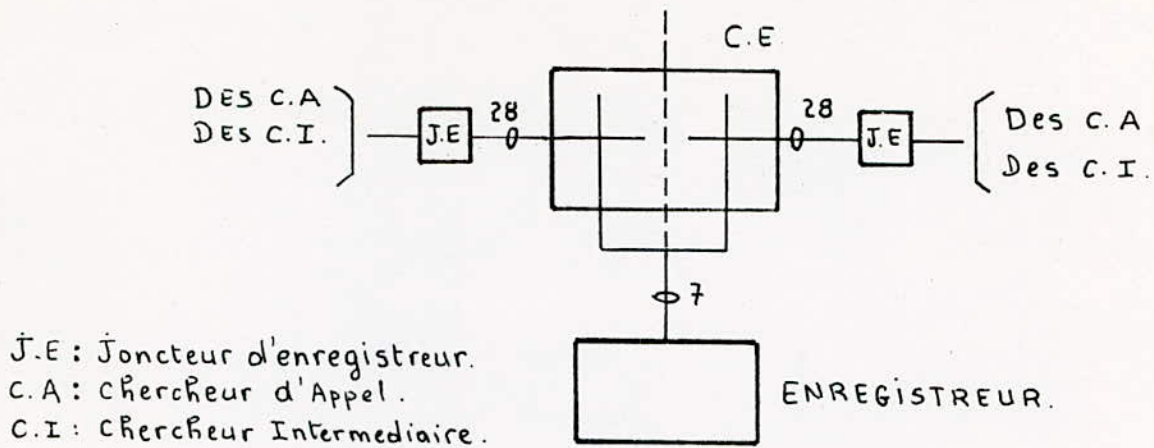 C.E
DES C.A
DES C.I.
J.E
28
28
J.E
Des C.A
Des C.I.
7
ENREGISTREUR.
J.E : Joncteur d'enregistreur.
C.A : Chercheur d'Appel.
C.I : Chercheur Intermediaire.